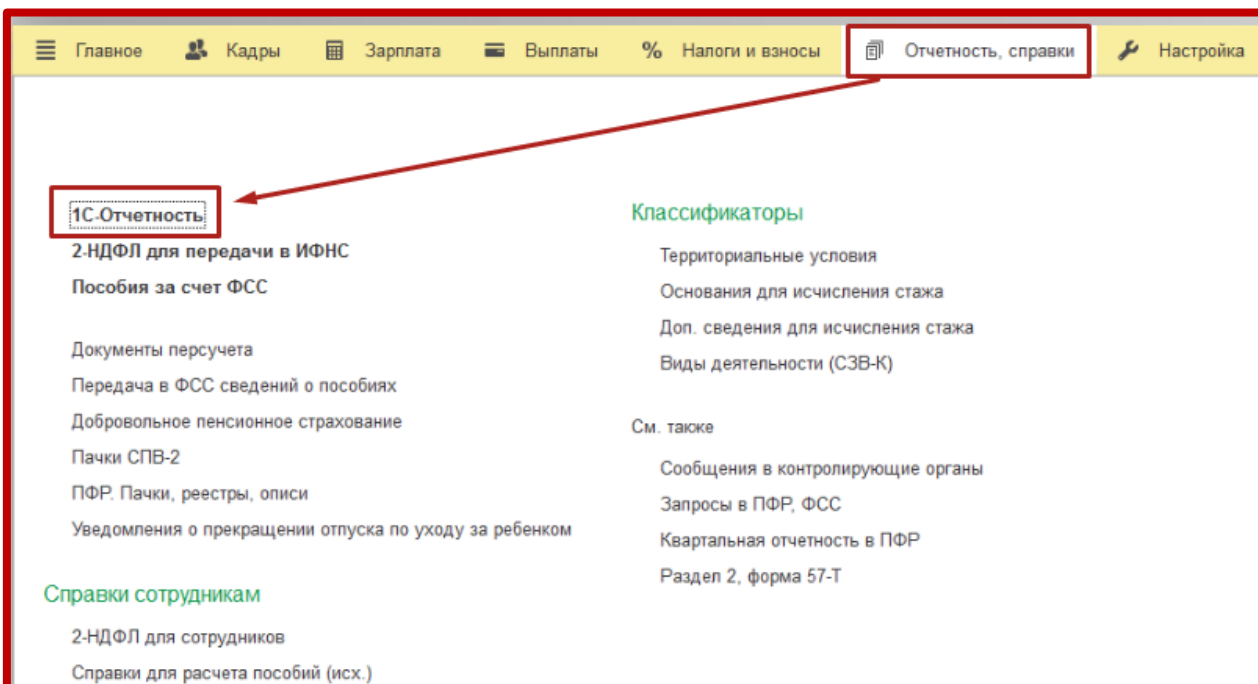 Главное Кадры Зарплата Выплаты % Налоги и взносы Отчетность, справки Настройка
1С-Отчетность
2-НДФЛ для передачи в ИФНС
Пособия за счет ФСС
Документы персучета
Передача в ФСС сведений о пособиях
Добровольное пенсионное страхование
Пачки СПВ-2
ПФР. Пачки, реестры, описи
Уведомления о прекращении отпуска по уходу за ребенком
Справки сотрудникам
2-НДФЛ для сотрудников
Справки для расчета пособий (исх.)
Классификаторы
Территориальные условия
Основания для исчисления стажа
Доп. сведения для исчисления стажа
Виды деятельности (СЗВ-К)
См. также
Сообщения в контролирующие органы
Запросы в ПФР, ФСС
Квартальная отчетность в ПФР
Раздел 2, форма 57-Т